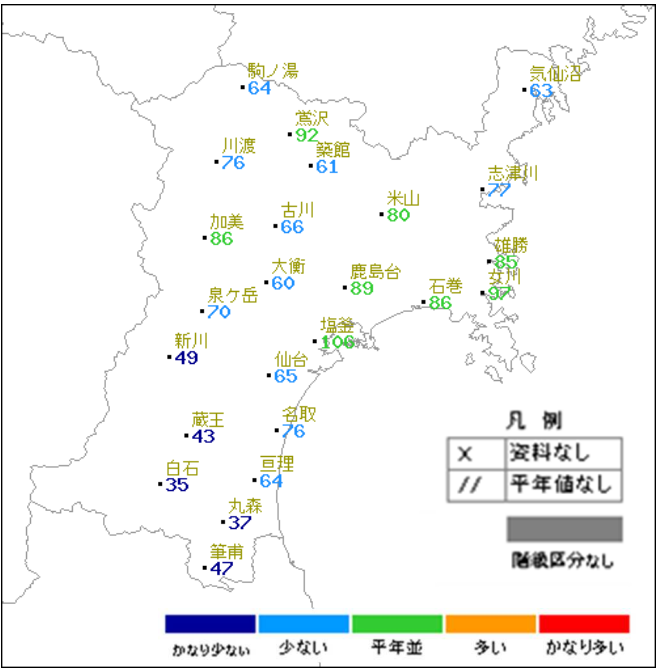 駒ノ湯
64
気仙沼
63
鶯沢
92
川渡
76
築館
61
志津川
77
米山
80
古川
66
加美
86
雄勝
85
大衡
60
鹿島台
89
女川
97
石巻
86
泉ケ岳
70
塩釜
106
新川
49
仙台
65
蔵王
43
名取
76
白石
35
亘理
64
丸森
37
筆甫
47
凡 例
× 資料なし
// 平年値なし
階級区分なし
かなり少ない 少ない 平年並 多い かなり多い